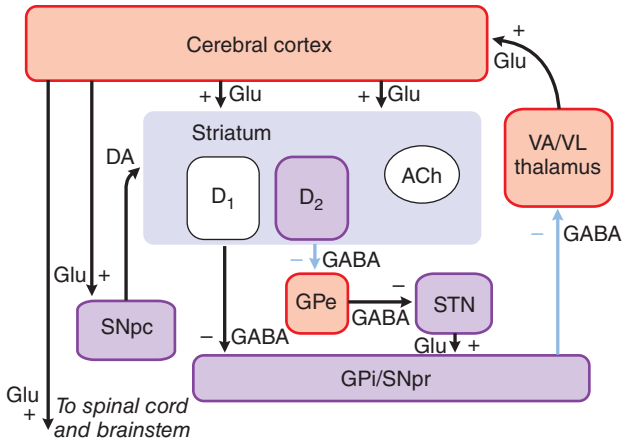 Cerebral cortex
+
Glu
+ Glu
+ Glu
Striatum
VA/VL
thalamus
DA
D1
D2
ACh
− GABA
− GABA
Glu +
SNpc
GPe
−
GABA
STN
− GABA
Glu +
GPi/SNpr
Glu
+
To spinal cord
and brainstem